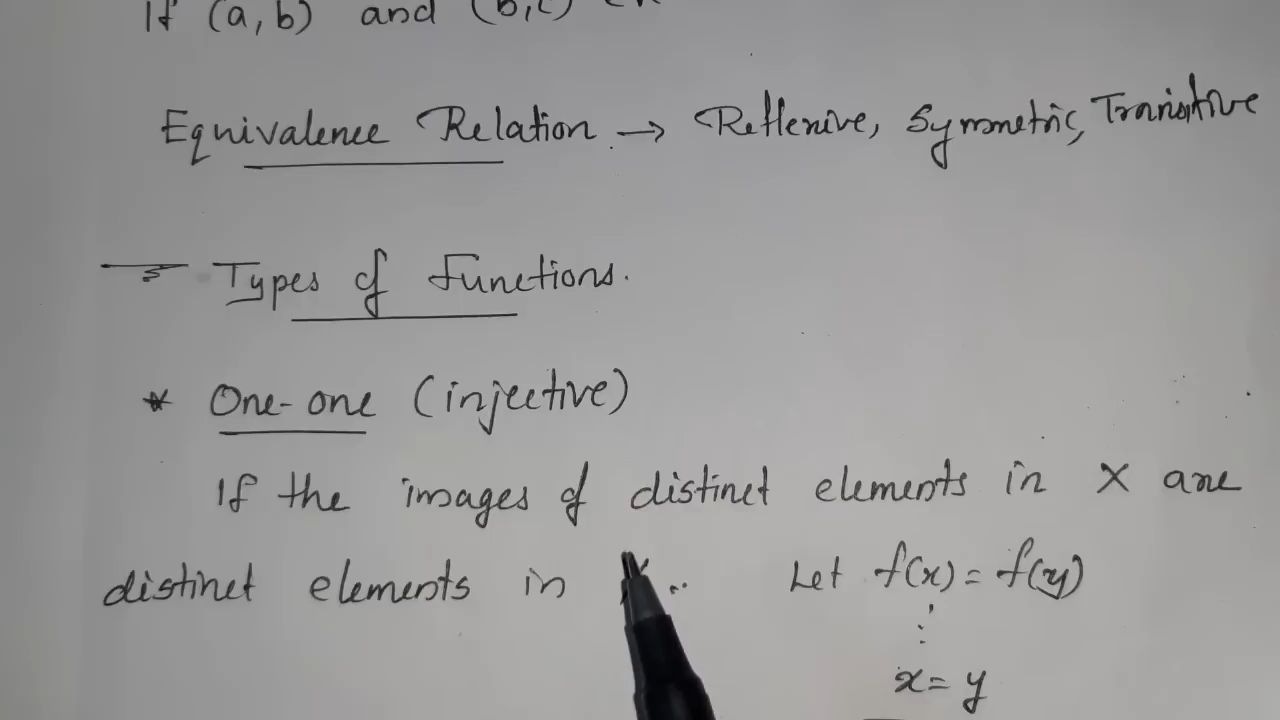 If (a, b) and (b, c)
Equivalence Relation → Reflexive, Symmetric, Transitive
Types of Functions.
* One-one (injective)
If the images of distinct elements in X are
distinct elements in .. Let f(x) = f(y)
⋮
x = y